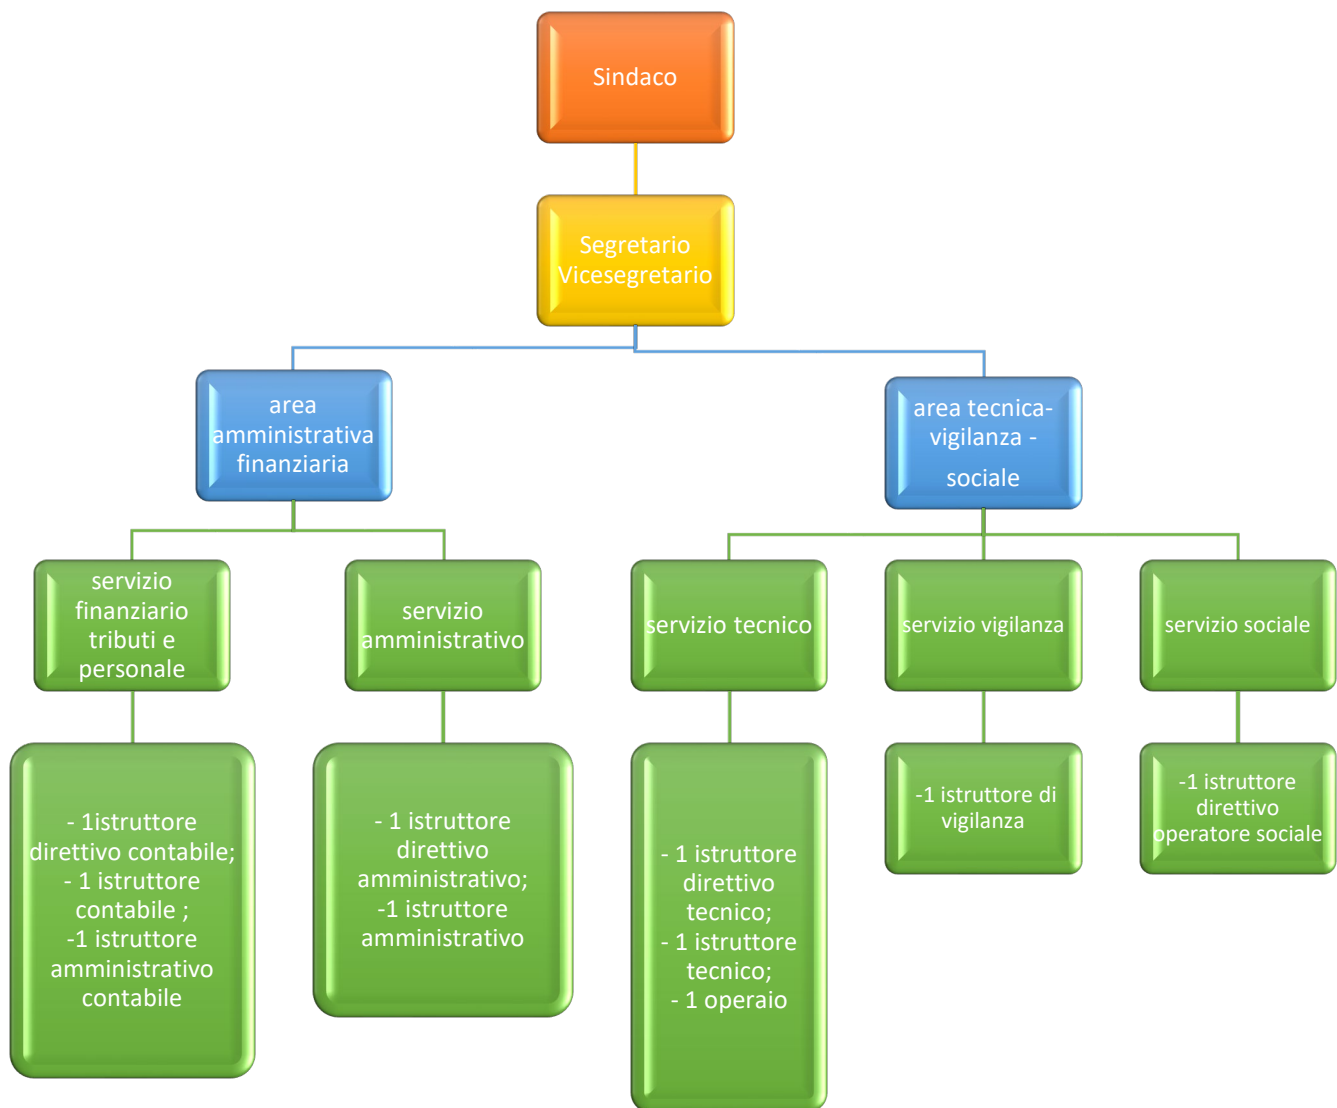 Sindaco
Segretario
Vicesegretario
area
amministrativa
finanziaria
area tecnica-
vigilanza -
sociale
servizio
finanziario
tributi e
personale
servizio
amministrativo
servizio tecnico
servizio vigilanza
servizio sociale
- 1istruttore
direttivo contabile;
- 1 istruttore
contabile ;
-1 istruttore
amministrativo
contabile
- 1 istruttore
direttivo
amministrativo;
-1 istruttore
amministrativo
- 1 istruttore
direttivo
tecnico;
- 1 istruttore
tecnico;
- 1 operaio
-1 istruttore di
vigilanza
-1 istruttore
direttivo
operatore sociale